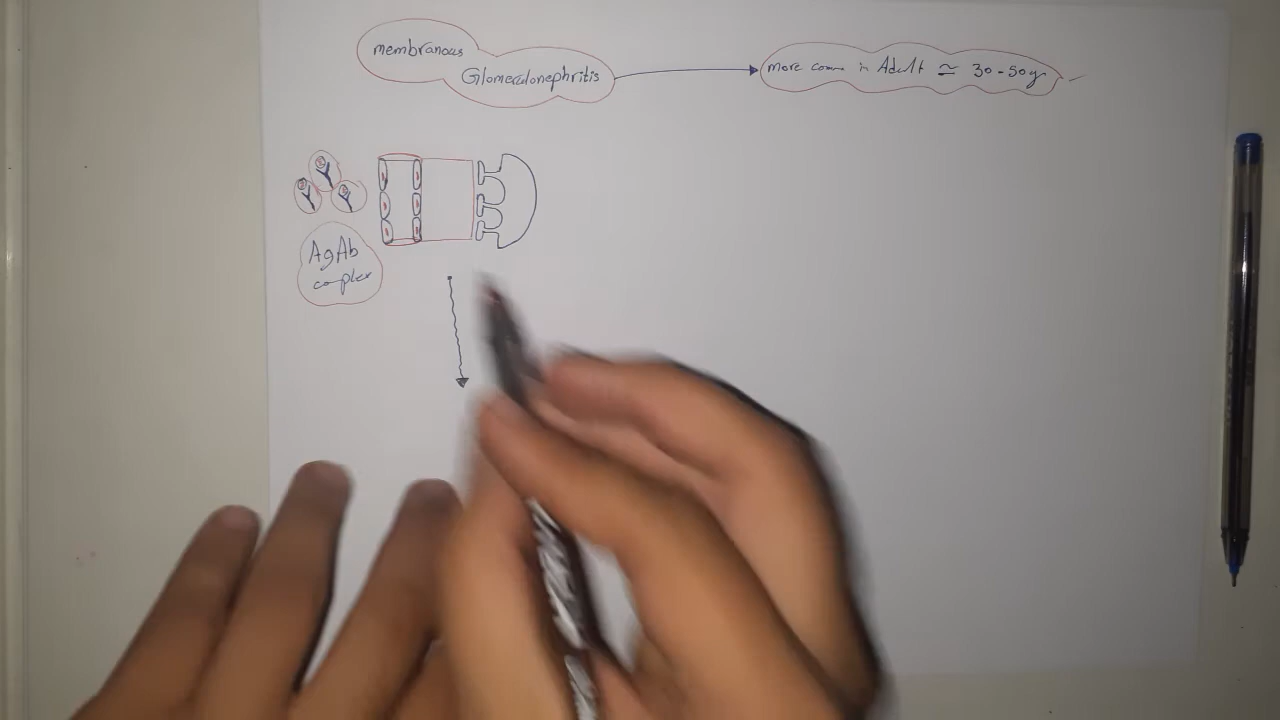 membranous
Glomerulonephritis
more comm in Adult ≃ 30-50y
AgAb
complex